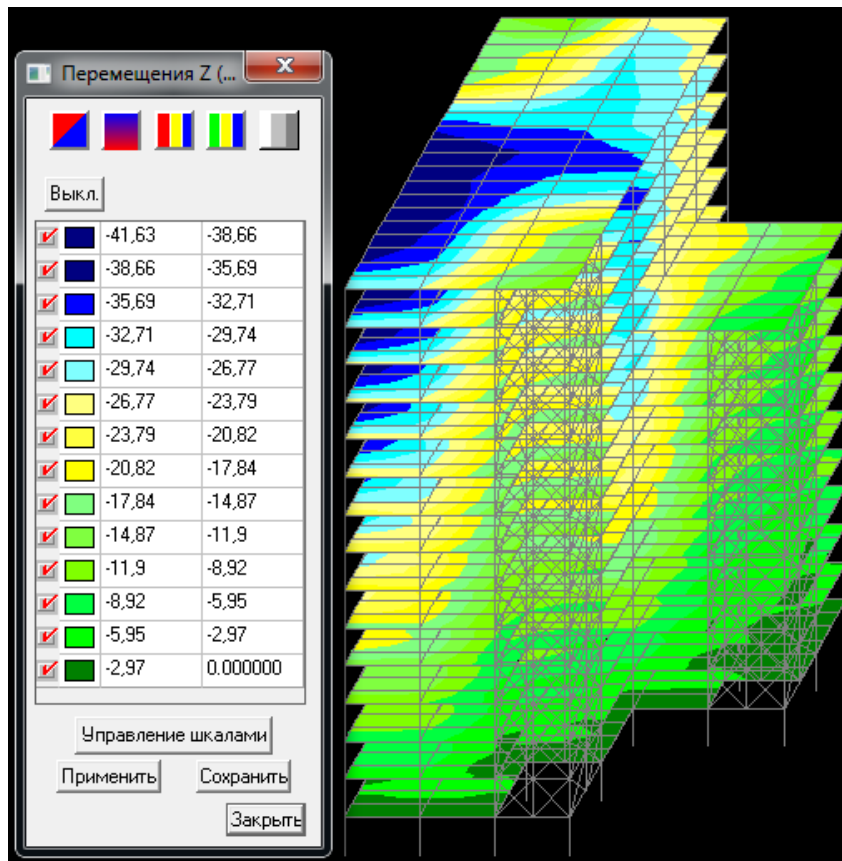 Перемещения Z (...
Выкл.
-41,63 -38,66
-38,66 -35,69
-35,69 -32,71
-32,71 -29,74
-29,74 -26,77
-26,77 -23,79
-23,79 -20,82
-20,82 -17,84
-17,84 -14,87
-14,87 -11,9
-11,9 -8,92
-8,92 -5,95
-5,95 -2,97
-2,97 0.000000
Управление шкалами
Применить Сохранить
Закрыть